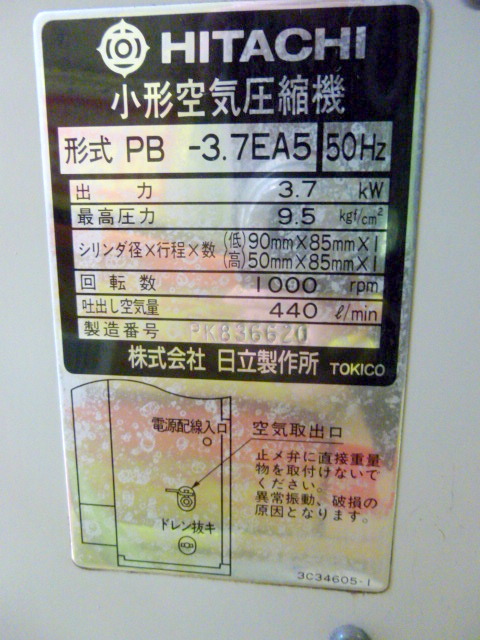 HITACHI
小形空気圧縮機
形式 PB -3.7EA5 50Hz
出力 3.7 kW
最高圧力 9.5 kgf/cm²
シリンダ径×行程×数 (低) 90mm×85mm×1
(高) 50mm×85mm×1
回転数 1000 rpm
吐出し空気量 440 ℓ/min
製造番号 PK836620
株式会社 日立製作所 TOKICO
電源配線入口
空気取出口
止メ弁に直接重量
物を取付けないで
ください。
異常振動、破損の
原因となります。
ドレン抜キ
3C34605-1